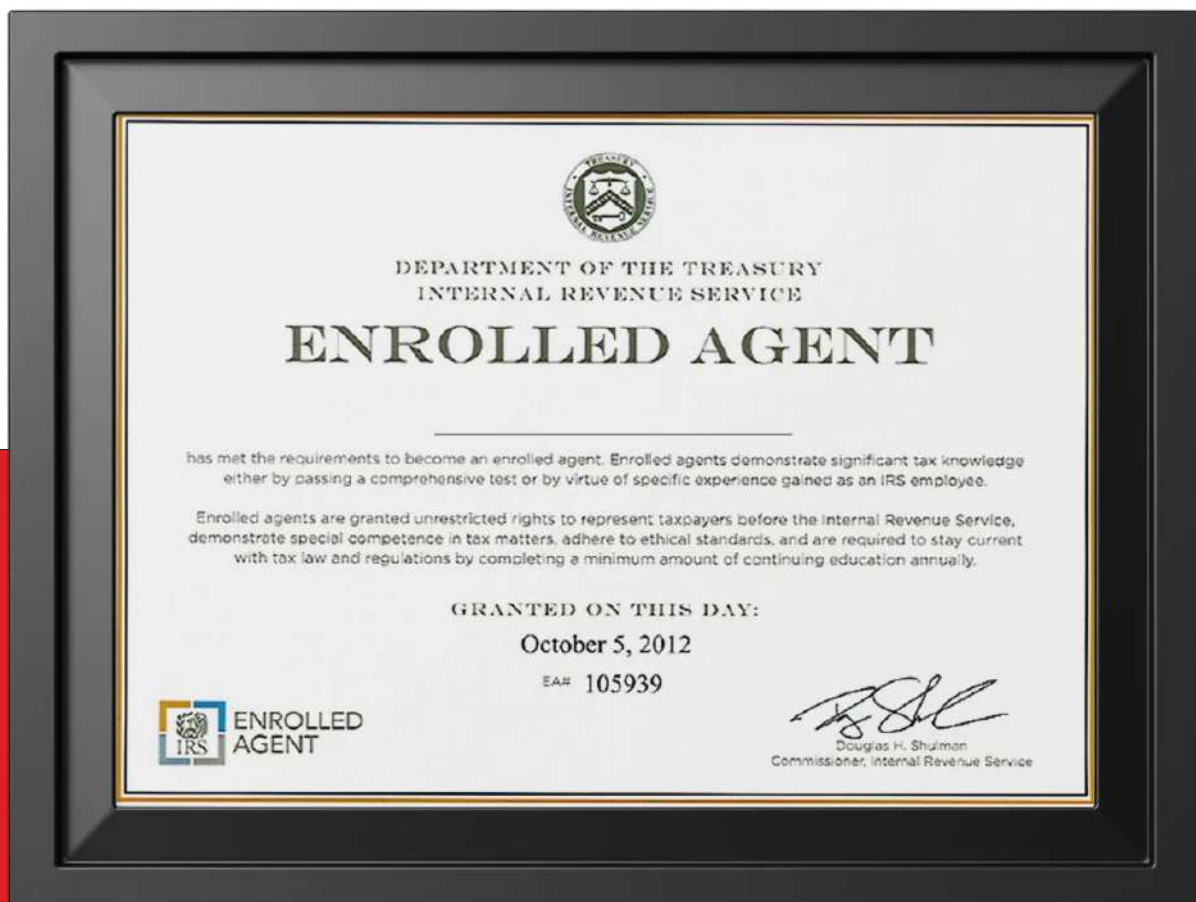 TREASURY
INTERNAL REVENUE SERVICE
DEPARTMENT OF THE TREASURY
INTERNAL REVENUE SERVICE
ENROLLED AGENT
has met the requirements to become an enrolled agent. Enrolled agents demonstrate significant tax knowledge
either by passing a comprehensive test or by virtue of specific experience gained as an IRS employee.
Enrolled agents are granted unrestricted rights to represent taxpayers before the Internal Revenue Service,
demonstrate special competence in tax matters, adhere to ethical standards, and are required to stay current
with tax law and regulations by completing a minimum amount of continuing education annually.
GRANTED ON THIS DAY:
October 5, 2012
EA# 105939
IRS
ENROLLED
AGENT
Douglas H. Shulman
Commissioner, Internal Revenue Service